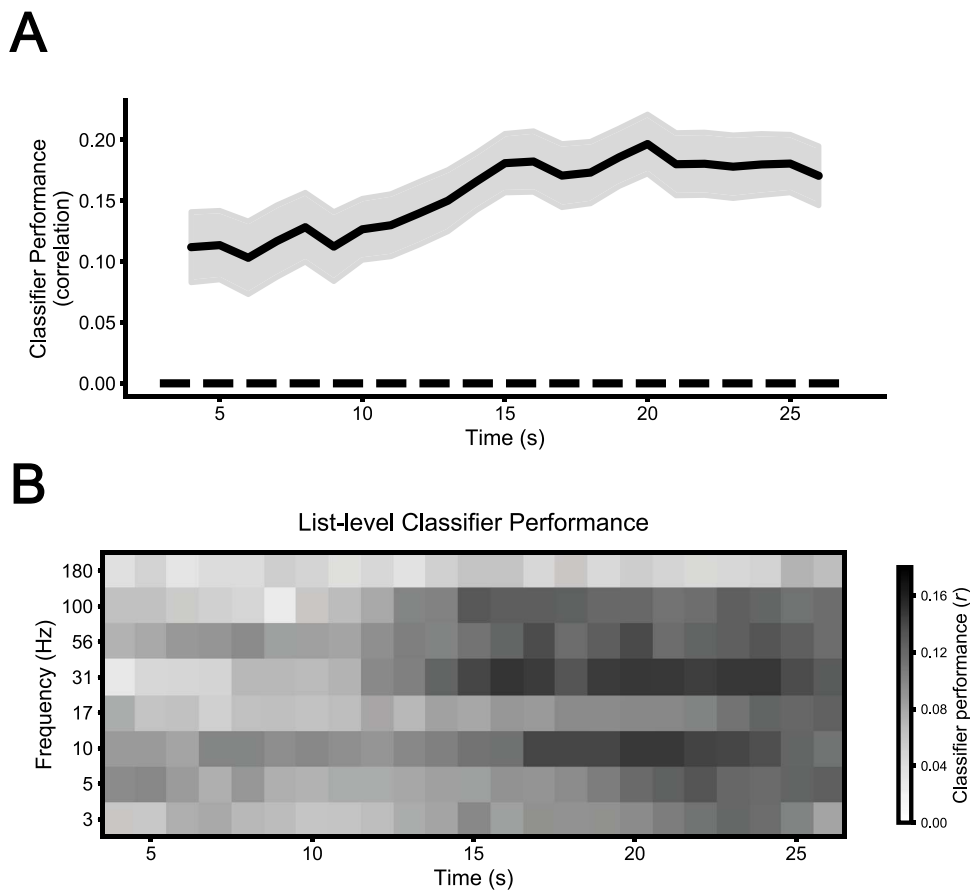 A
0.20
0.15
0.10
0.05
0.00
Classifier Performance
(correlation)
5 10 15 20 25
Time (s)
B
List-level Classifier Performance
180
100
56
31
17
10
5
3
Frequency (Hz)
5 10 15 20 25
Time (s)
0.16
0.12
0.08
0.04
0.00
Classifier performance (r)